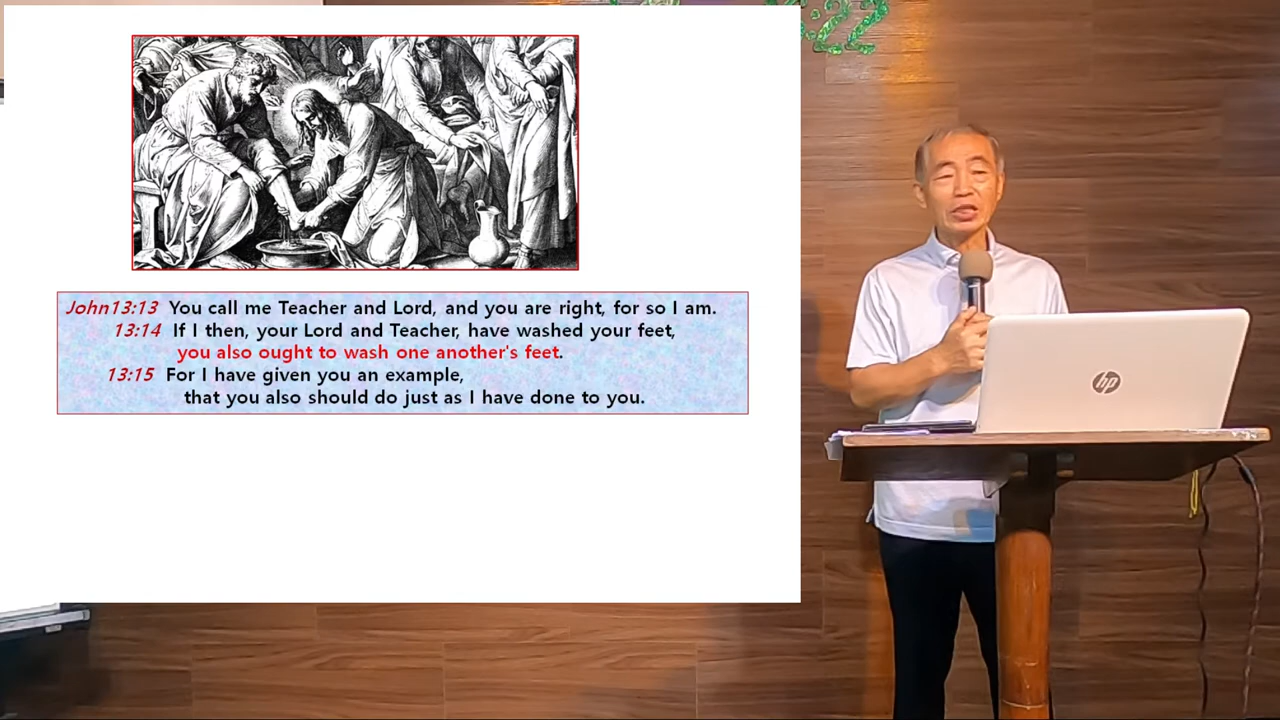 :22
John13:13 You call me Teacher and Lord, and you are right, for so I am.
13:14 If I then, your Lord and Teacher, have washed your feet,
you also ought to wash one another's feet.
13:15 For I have given you an example,
that you also should do just as I have done to you.
hp